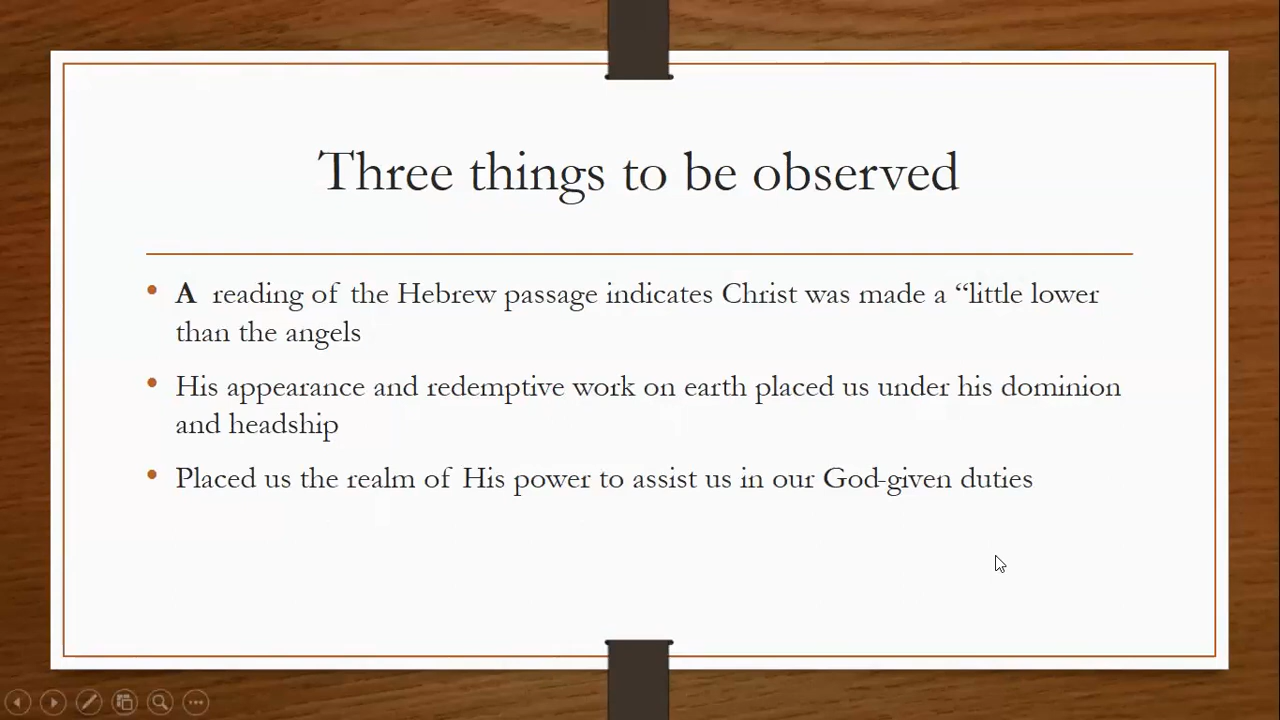 Three things to be observed
• A reading of the Hebrew passage indicates Christ was made a “little lower
than the angels
• His appearance and redemptive work on earth placed us under his dominion
and headship
• Placed us the realm of His power to assist us in our God-given duties